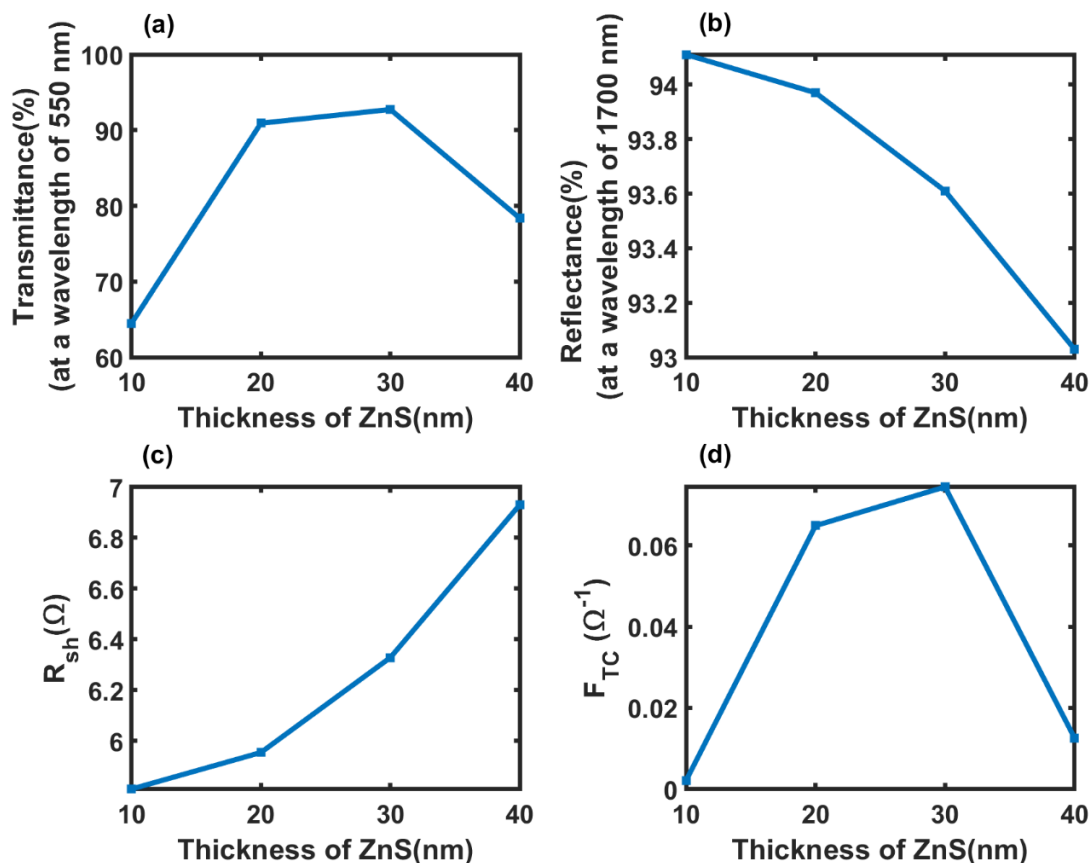 (a)
Transmittance(%)
(at a wavelength of 550 nm)
100
90
80
70
60
10 20 30 40
Thickness of ZnS(nm)
(b)
Reflectance(%)
(at a wavelength of 1700 nm)
94
93.8
93.6
93.4
93.2
93
10 20 30 40
Thickness of ZnS(nm)
(c)
R_sh(Ω)
7
6.8
6.6
6.4
6.2
6
10 20 30 40
Thickness of ZnS(nm)
(d)
F_TC (Ω⁻¹)
0.06
0.04
0.02
0
10 20 30 40
Thickness of ZnS(nm)